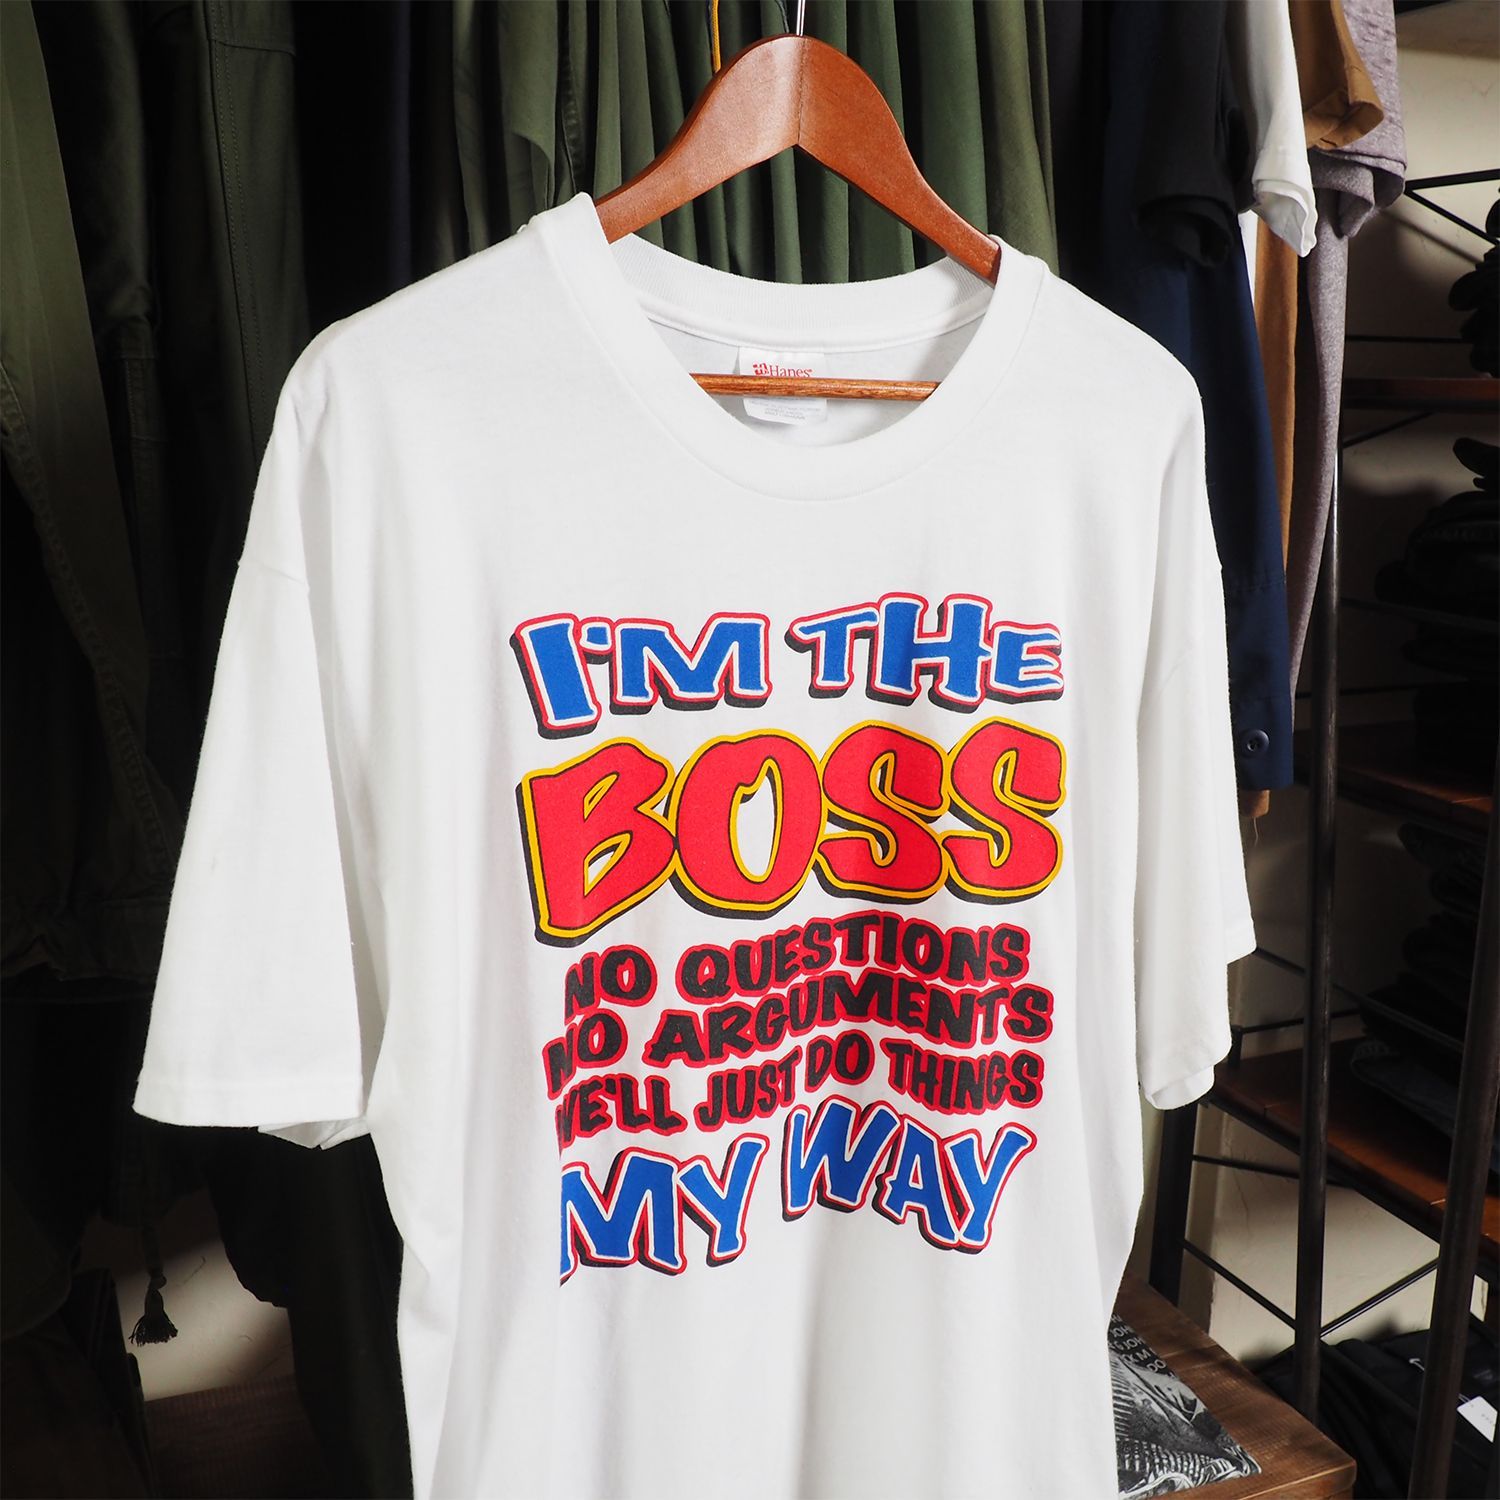 Hanes
I'M THE
BOSS
NO QUESTIONS
NO ARGUMENTS
WE'LL JUST DO THINGS
MY WAY